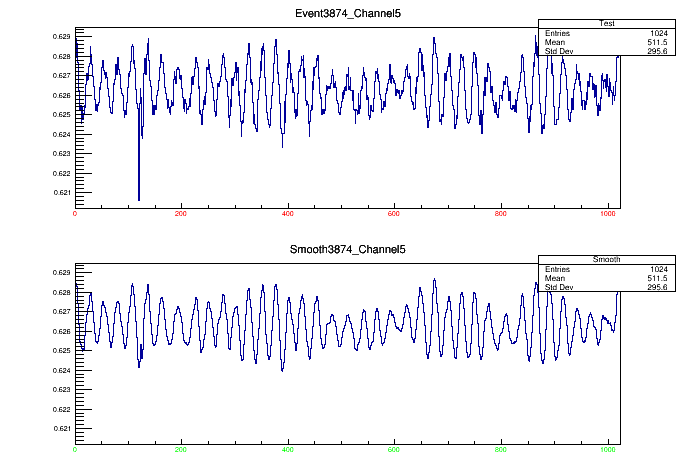 Event3874_Channel5
Test
Entries 1024
Mean 511.5
Std Dev 295.6
0.629
0.628
0.627
0.626
0.625
0.624
0.623
0.622
0.621
0 200 400 600 800 1000
Smooth3874_Channel5
Smooth
Entries 1024
Mean 511.5
Std Dev 295.6
0.629
0.628
0.627
0.626
0.625
0.624
0.623
0.622
0.621
0 200 400 600 800 1000